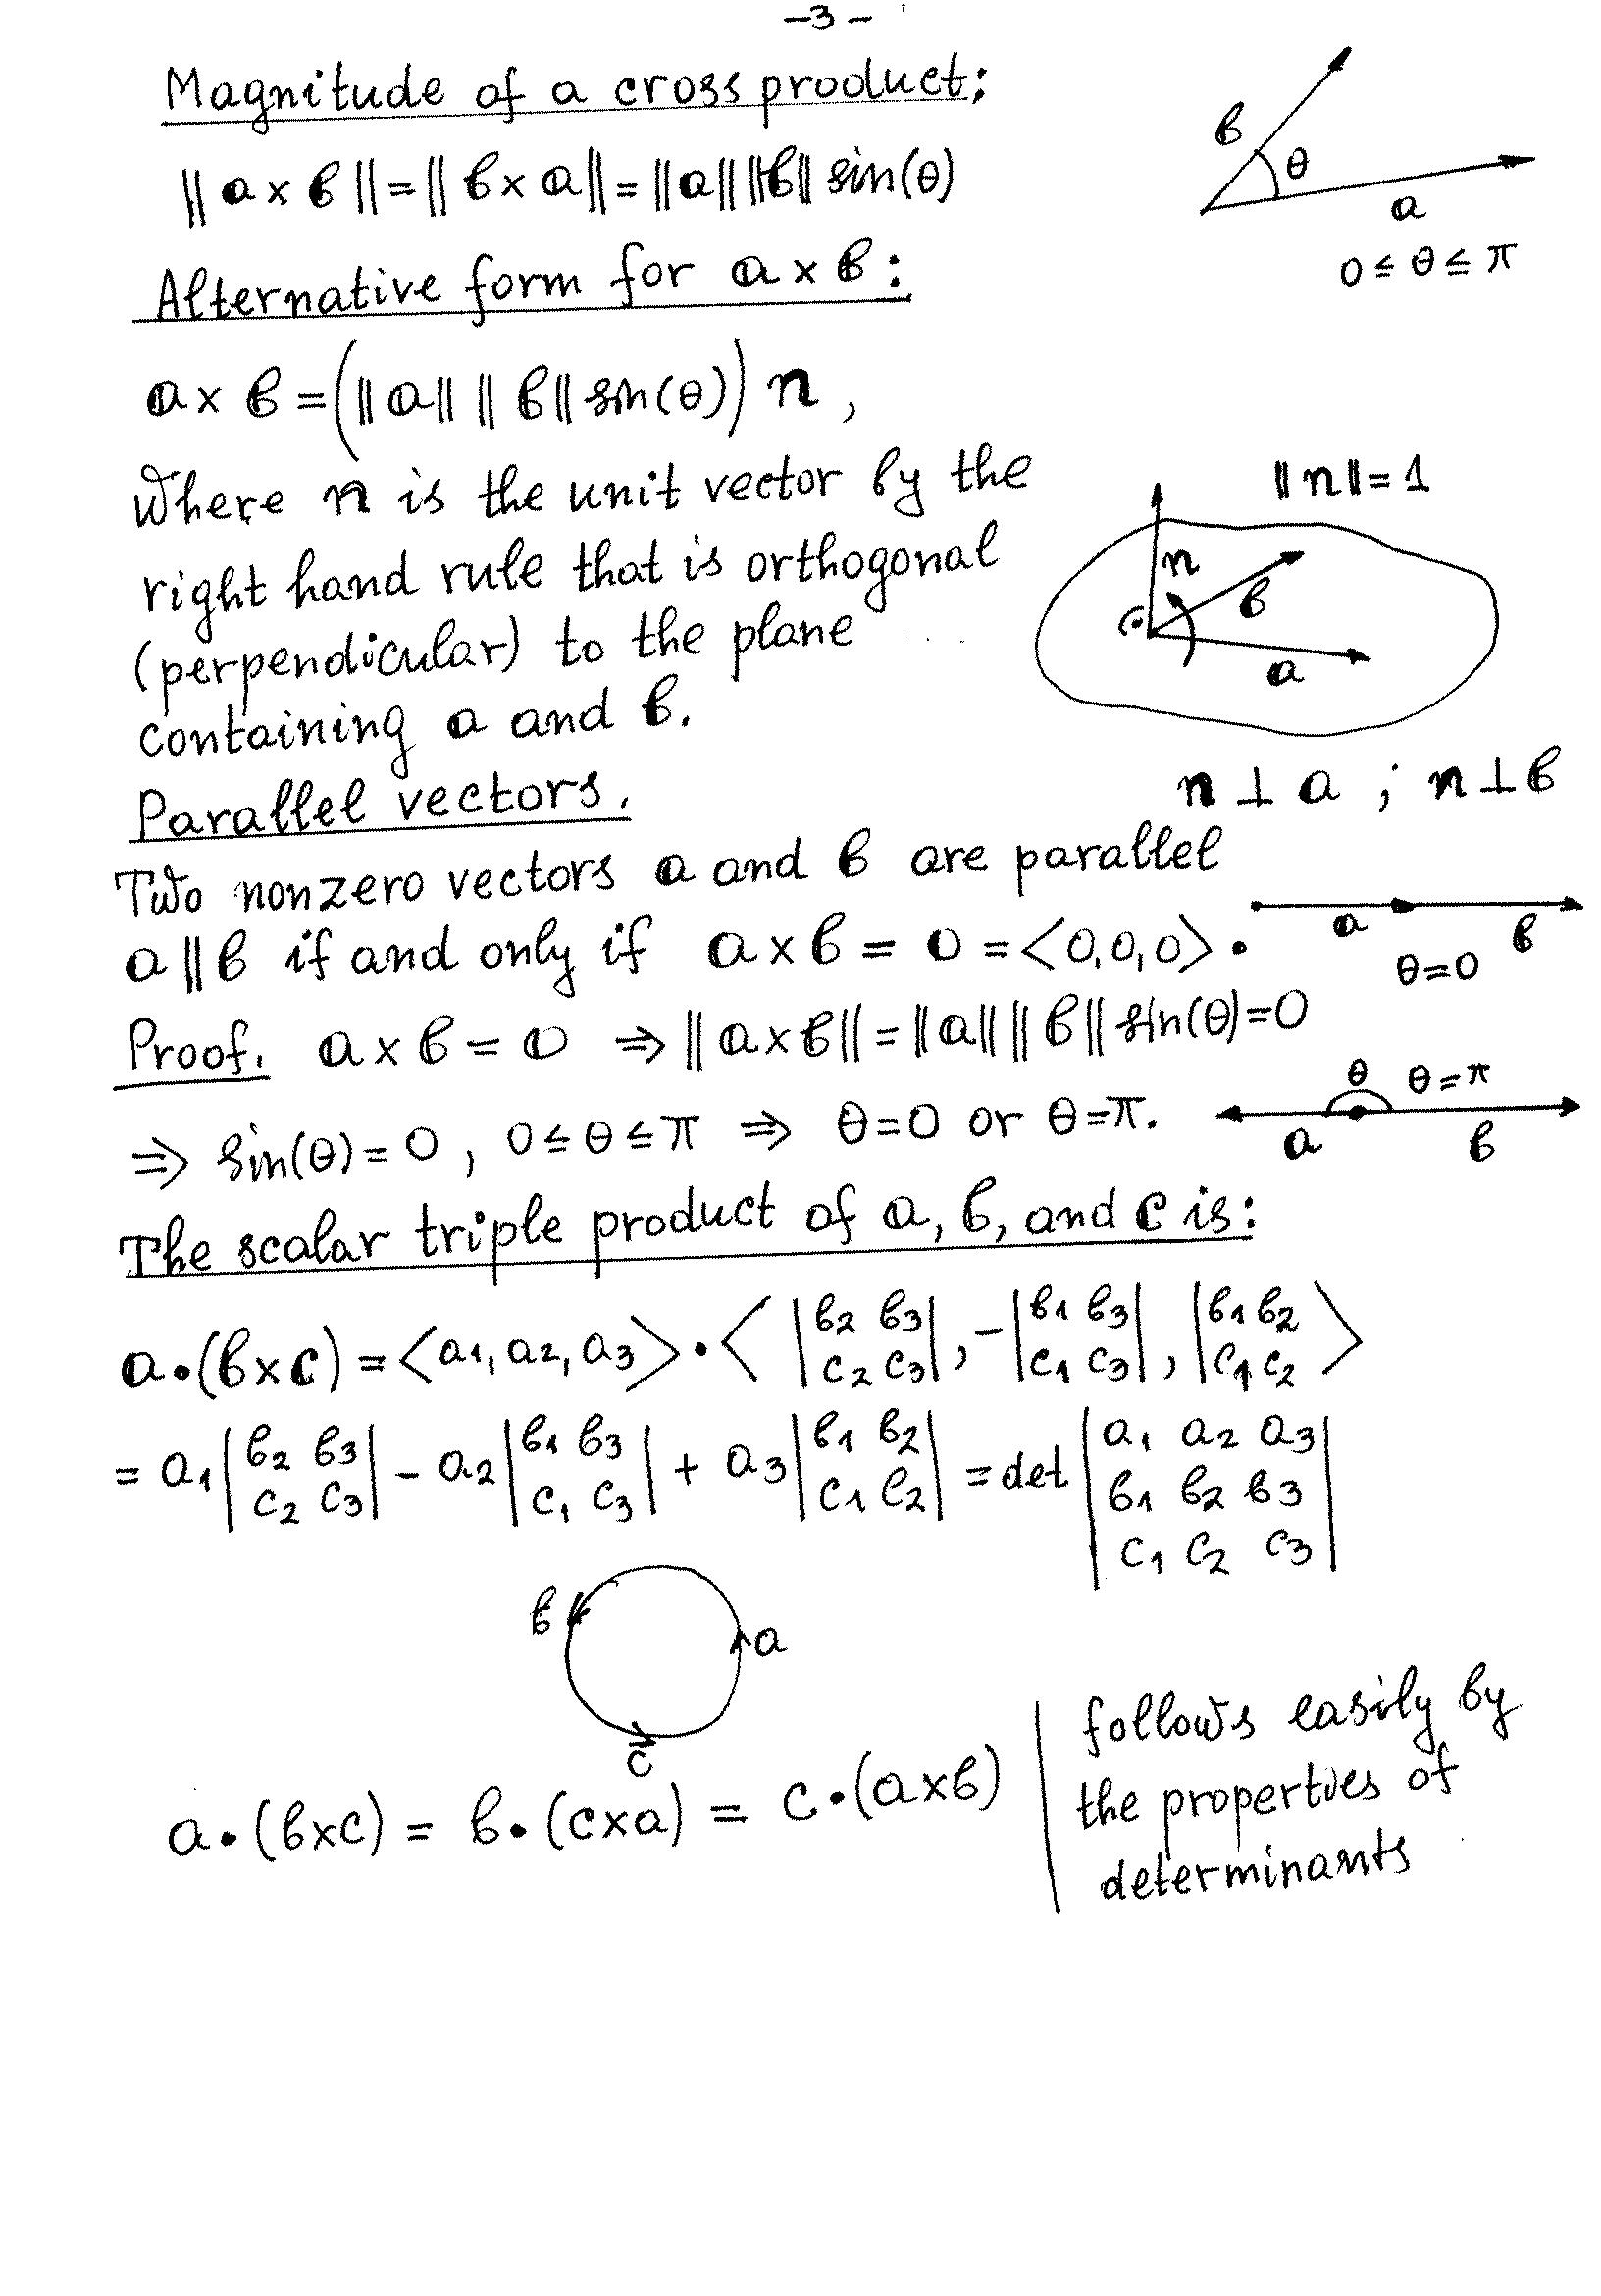 -3-
Magnitude of a cross product:
‖a×b‖=‖b×a‖=‖a‖‖b‖ sin(θ)
b
θ
a
0≤θ≤π
Alternative form for a×b:
a×b=(‖a‖‖b‖sin(θ)) n,
Where n is the unit vector by the
right hand rule that is orthogonal
(perpendicular) to the plane
containing a and b.
‖n‖=1
n
b
a
n⊥a ; n⊥b
Parallel vectors.
Two nonzero vectors a and b are parallel
a‖b if and only if a×b = 0 =⟨0,0,0⟩.
a b
θ=0
Proof. a×b=0 ⇒‖a×b‖=‖a‖‖b‖sin(θ)=0
⇒ sin(θ)=0, 0≤θ≤π ⇒ θ=0 or θ=π.
θ θ=π
a b
The scalar triple product of a, b, and c is:
a•(b×c)=⟨a1, a2, a3⟩•⟨|b2 b3|, -|b1 b3|, |b1 b2|⟩
|c2 c3| |c1 c3| |c1 c2|
= a1|b2 b3| - a2|b1 b3| + a3|b1 b2| = det|a1 a2 a3|
|c2 c3| |c1 c3| |c1 c2| |b1 b2 b3|
|c1 c2 c3|
b
a
c
a•(b×c) = b•(c×a) = c•(a×b)
follows easily by
the properties of
determinants